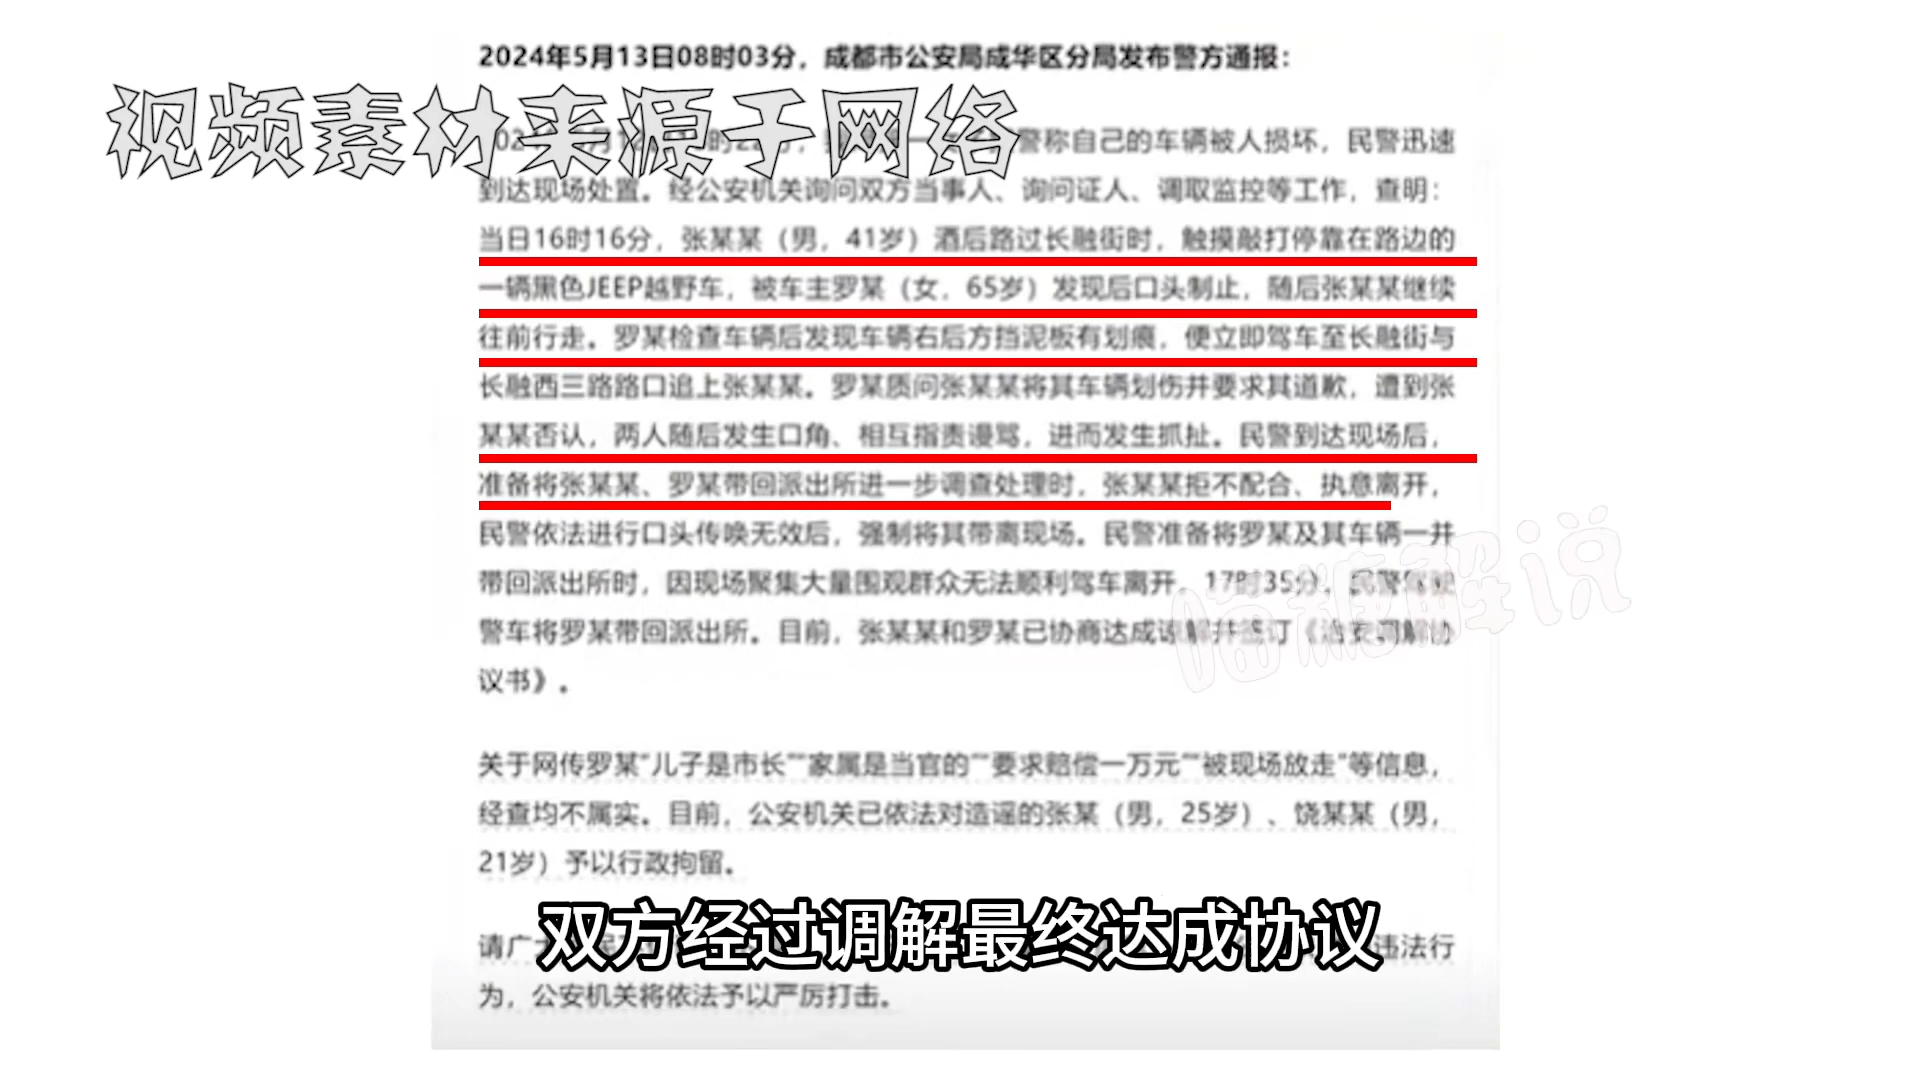 2024年5月13日08时03分，成都市公安局成华区分局发布警方通报：
视频素材来源于网络
警称自己的车辆被人损坏，民警迅速
到达现场处置。经公安机关询问双方当事人、询问证人、调取监控等工作，查明：
当日16时16分，张某某（男，41岁）酒后路过长融街时，触摸敲打停靠在路边的
一辆黑色JEEP越野车，被车主罗某（女，65岁）发现后口头制止，随后张某某继续
往前行走。罗某检查车辆后发现车辆右后方挡泥板有划痕，便立即驾车至长融街与
长融西三路路口追上张某某。罗某质问张某某将其车辆划伤并要求其道歉，遭到张
某某否认，两人随后发生口角、相互指责谩骂，进而发生抓扯。民警到达现场后，
准备将张某某、罗某带回派出所进一步调查处理时，张某某拒不配合、执意离开，
民警依法进行口头传唤无效后，强制将其带离现场。民警准备将罗某及其车辆一并
带回派出所时，因现场聚集大量围观群众无法顺利驾车离开。17时35分，民警驾驶
警车将罗某带回派出所。目前，张某某和罗某已协商达成谅解并签订《治安调解协
议书》。
喵糖解说
关于网传罗某“儿子是市长”“家属是当官的”“要求赔偿一万元”“被现场放走”等信息，
经查均不属实。目前，公安机关已依法对造谣的张某（男，25岁）、饶某某（男，
21岁）予以行政拘留。
请广 违法行
双方经过调解最终达成协议
为，公安机关将依法予以严厉打击。